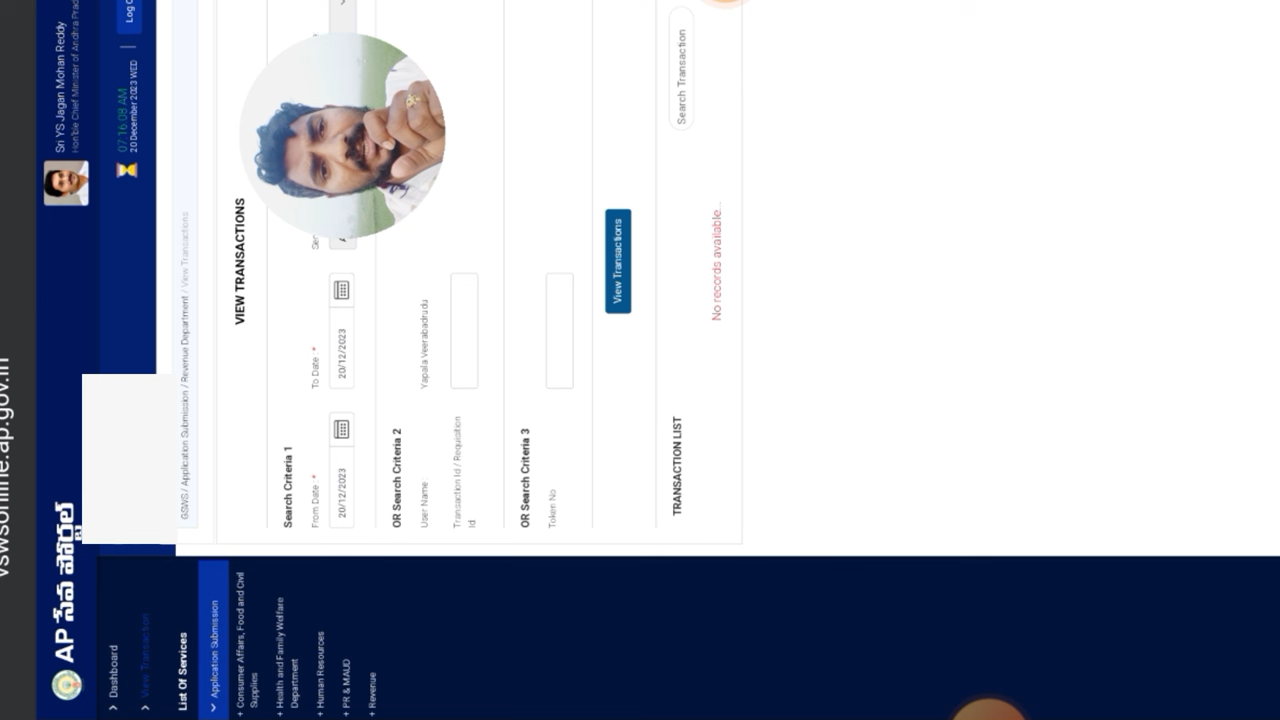 vswsonline.ap.gov.in
AP సేవ పోర్టల్
Sri YS Jagan Mohan Reddy
Hon'ble Chief Minister of Andhra Prad
07:16:08 AM
20 December 2023 WED
Log O
Dashboard
View Transaction
List Of Services
Application Submission
+ Consumer Affairs, Food and Civil
Supplies
+ Health and Family Welfare
Department
+ Human Resources
+ PR & MAUD
+ Revenue
GSWS / Application Submission / Revenue Department / View Transactions
VIEW TRANSACTIONS
Search Criteria 1
From Date : *
To Date : *
20/12/2023
20/12/2023
OR Search Criteria 2
User Name
Yapala Veerabadrudu
Transaction Id / Requisition
Id
OR Search Criteria 3
Token No
View Transactions
TRANSACTION LIST
Search Transaction
No records available..